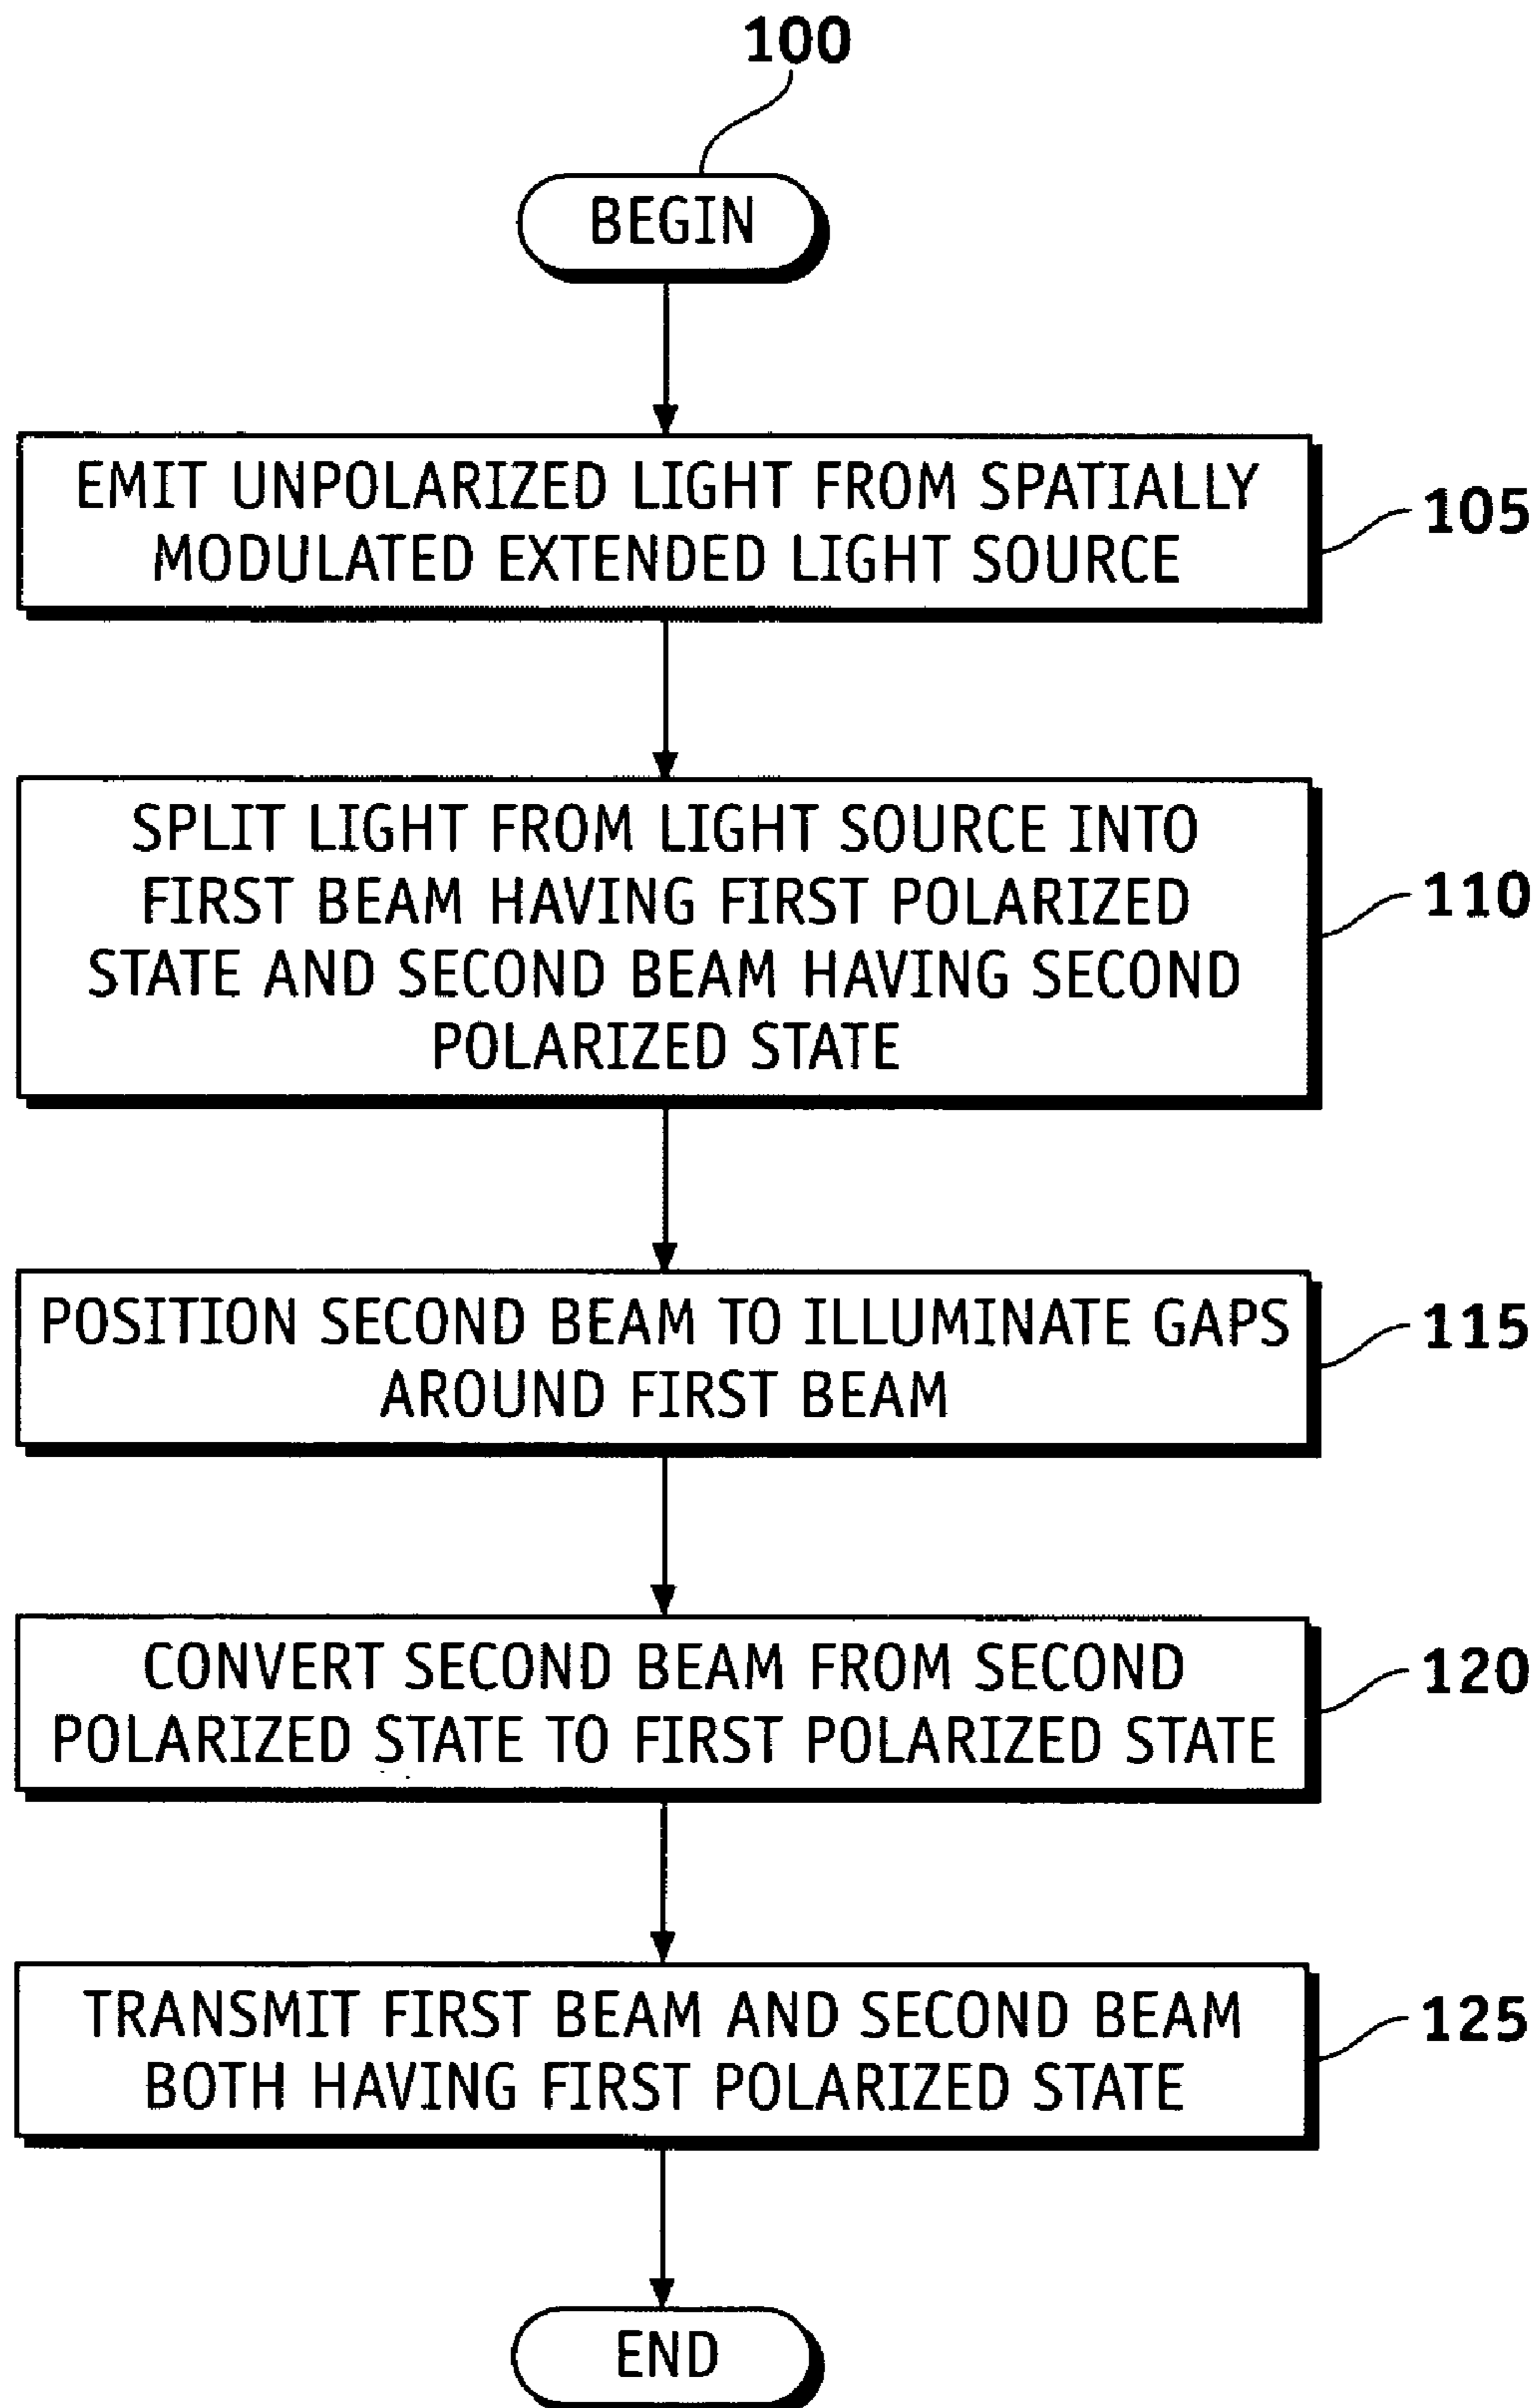 100
BEGIN
EMIT UNPOLARIZED LIGHT FROM SPATIALLY
MODULATED EXTENDED LIGHT SOURCE
105
SPLIT LIGHT FROM LIGHT SOURCE INTO
FIRST BEAM HAVING FIRST POLARIZED
STATE AND SECOND BEAM HAVING SECOND
POLARIZED STATE
110
POSITION SECOND BEAM TO ILLUMINATE GAPS
AROUND FIRST BEAM
115
CONVERT SECOND BEAM FROM SECOND
POLARIZED STATE TO FIRST POLARIZED STATE
120
TRANSMIT FIRST BEAM AND SECOND BEAM
BOTH HAVING FIRST POLARIZED STATE
125
END